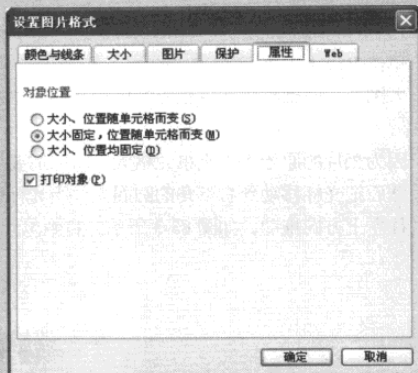 设置图片格式
颜色与线条 大小 图片 保护 属性 Web
对象位置
大小、位置随单元格而变(S)
大小固定，位置随单元格而变(M)
大小、位置均固定(D)
打印对象(P)
确定 取消